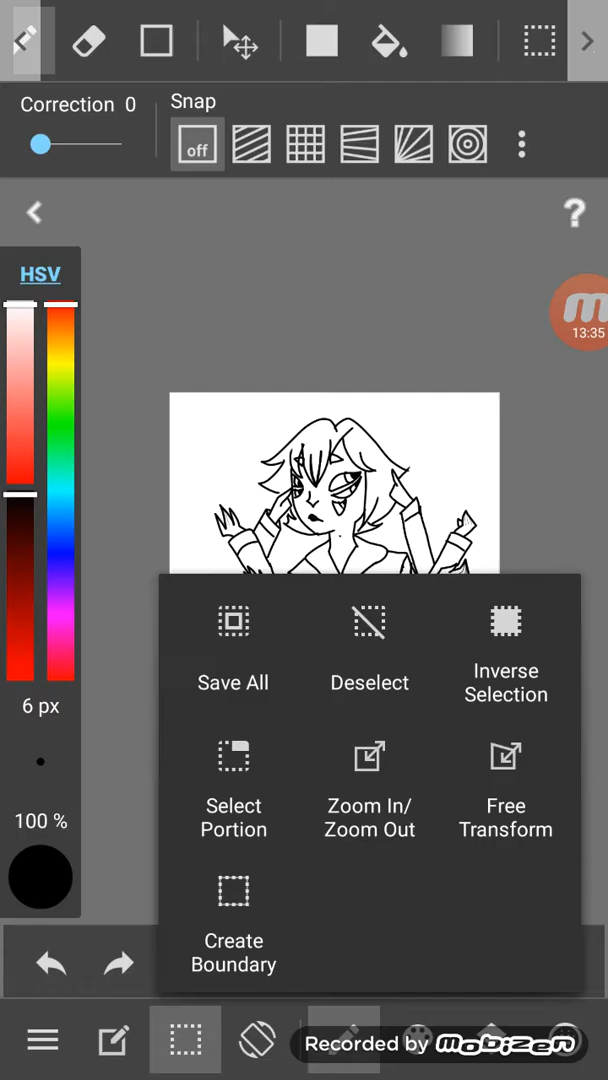 Correction 0
Snap
off
?
HSV
13:35
6 px
100 %
Save All
Deselect
Inverse
Selection
Select
Portion
Zoom In/
Zoom Out
Free
Transform
Create
Boundary
Recorded by mobizen